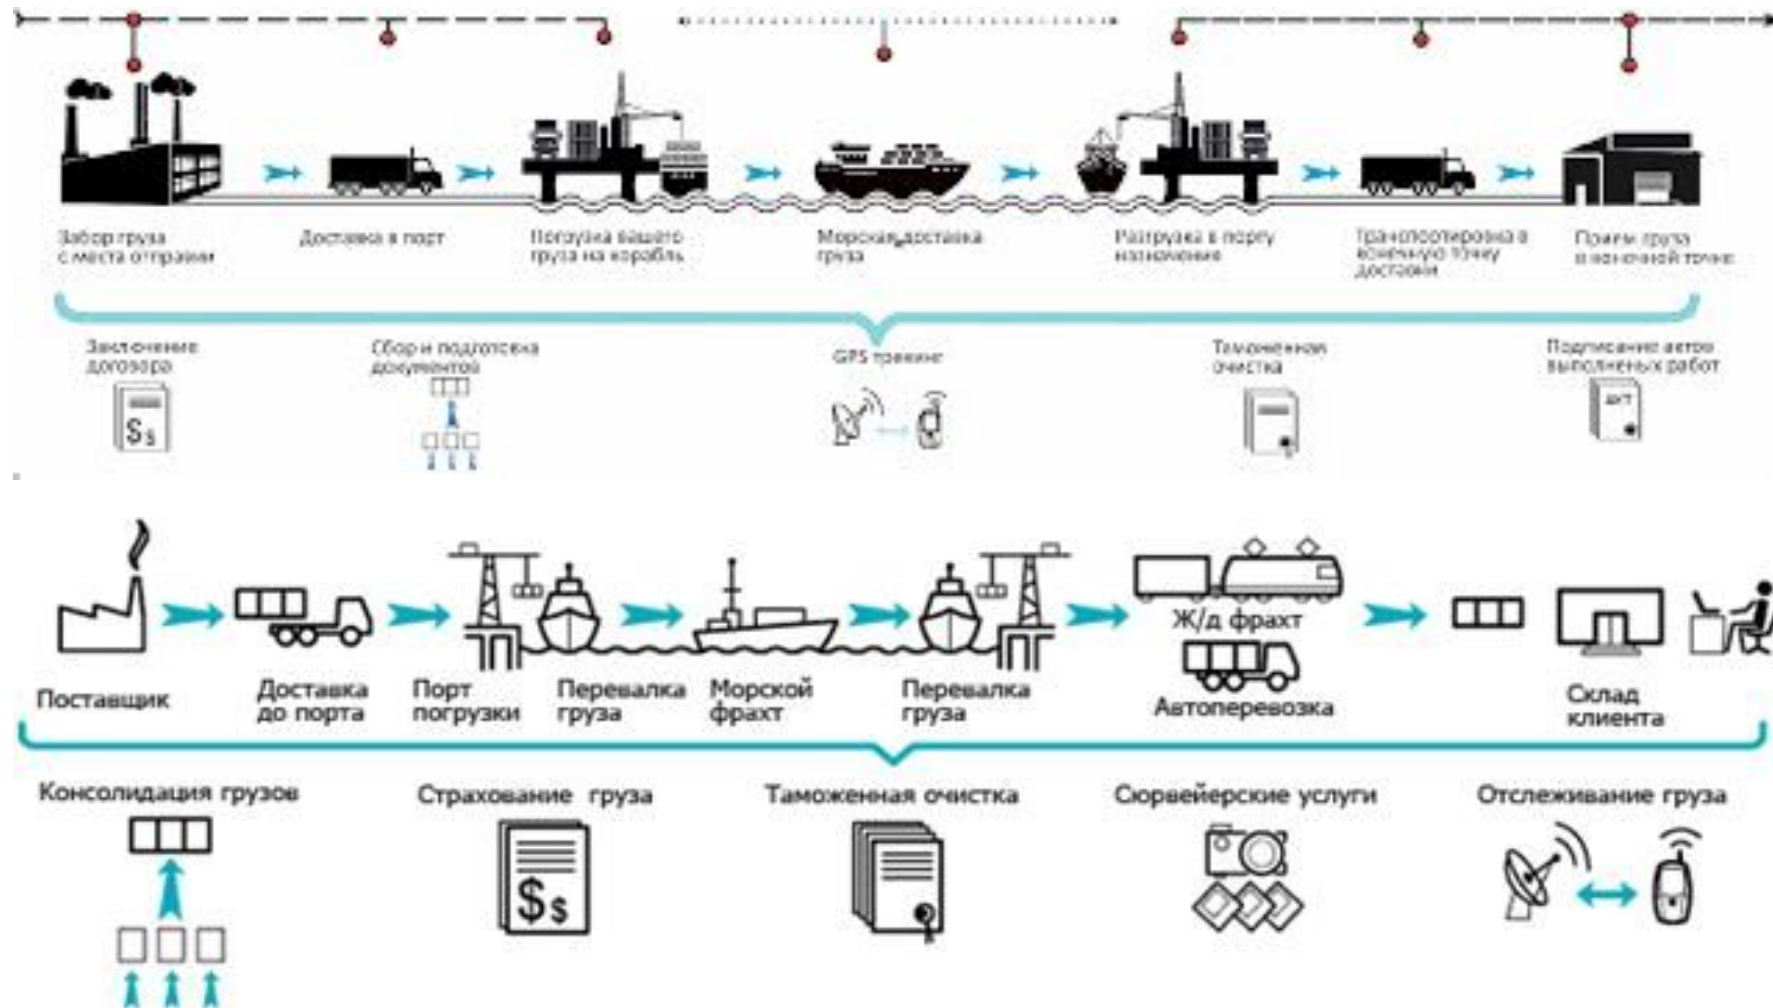 Забор груза
с места отправки
Доставка в порт
Погрузка вашего
груза на корабль
Морская доставка
груза
Разгрузка в порту
назначения
Транспортировка в
конечную точку
доставки
Прием груза
в конечной точке
Заключение
договора
$ $
Сбор и подготовка
документов
GPS трекинг
Таможенная
очистка
Подписание актов
выполненых работ
АКТ
Поставщик
Доставка
до порта
Порт
погрузки
Перевалка
груза
Морской
фрахт
Перевалка
груза
Ж/д фрахт
Автоперевозка
Склад
клиента
Консолидация грузов
Страхование груза
$ $
Таможенная очистка
Сюрвейерские услуги
Отслеживание груза